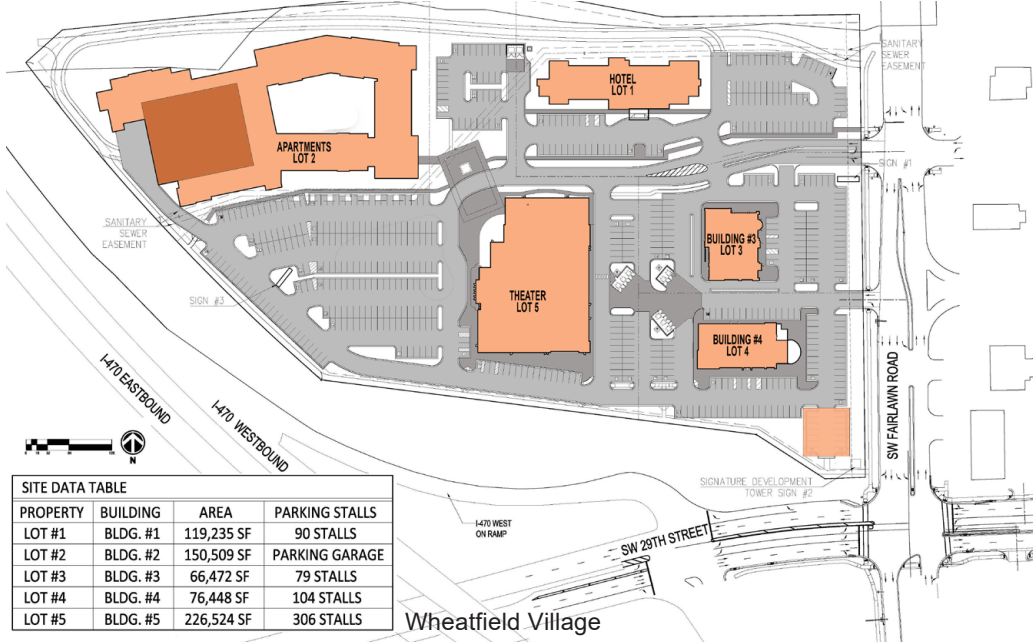 SANITARY
SEWER
EASEMENT
HOTEL
LOT 1
APARTMENTS
LOT 2
SIGN #1
SANITARY
SEWER
EASEMENT
BUILDING #3
LOT 3
SIGN #3
THEATER
LOT 5
BUILDING #4
LOT 4
I-470 EASTBOUND
I-470 WESTBOUND
SW FAIRLAWN ROAD
N
SIGNATURE DEVELOPMENT
TOWER SIGN #2
I-470 WEST
ON RAMP
SW 29TH STREET
SITE DATA TABLE
PROPERTY BUILDING AREA PARKING STALLS
LOT #1 BLDG. #1 119,235 SF 90 STALLS
LOT #2 BLDG. #2 150,509 SF PARKING GARAGE
LOT #3 BLDG. #3 66,472 SF 79 STALLS
LOT #4 BLDG. #4 76,448 SF 104 STALLS
LOT #5 BLDG. #5 226,524 SF 306 STALLS
Wheatfield Village